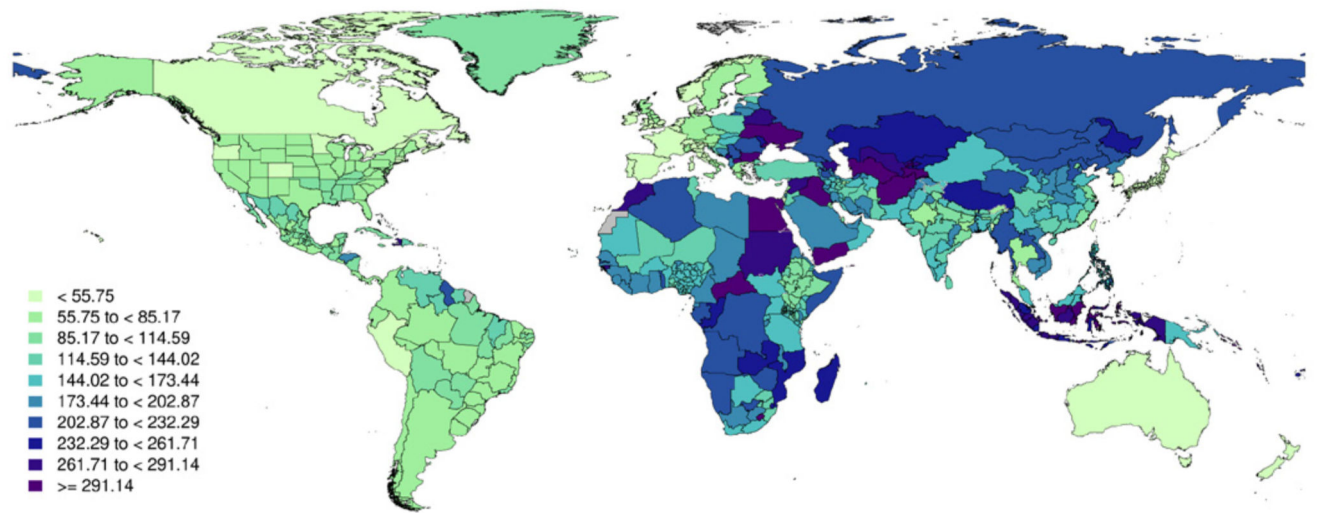 < 55.75
55.75 to < 85.17
85.17 to < 114.59
114.59 to < 144.02
144.02 to < 173.44
173.44 to < 202.87
202.87 to < 232.29
232.29 to < 261.71
261.71 to < 291.14
>= 291.14